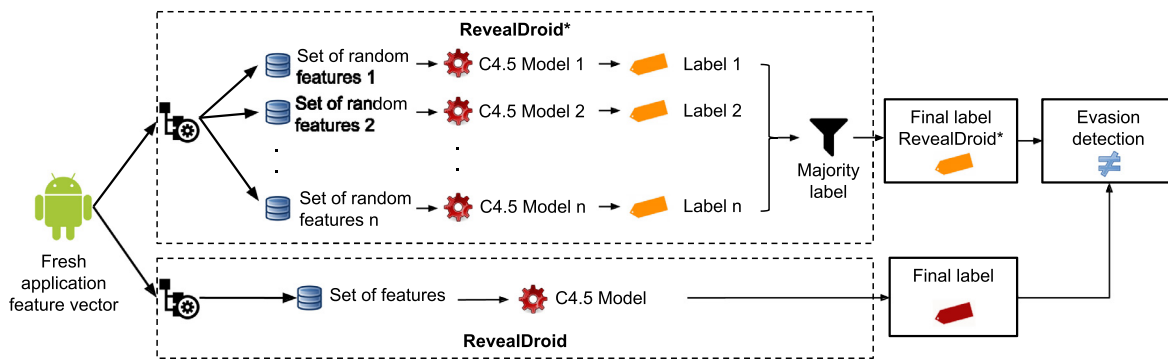 RevealDroid*
Set of random
features 1
C4.5 Model 1
Label 1
Set of random
features 2
C4.5 Model 2
Label 2
Set of random
features n
C4.5 Model n
Label n
Majority
label
Final label
RevealDroid*
Evasion
detection
Fresh
application
feature vector
Set of features
C4.5 Model
Final label
RevealDroid